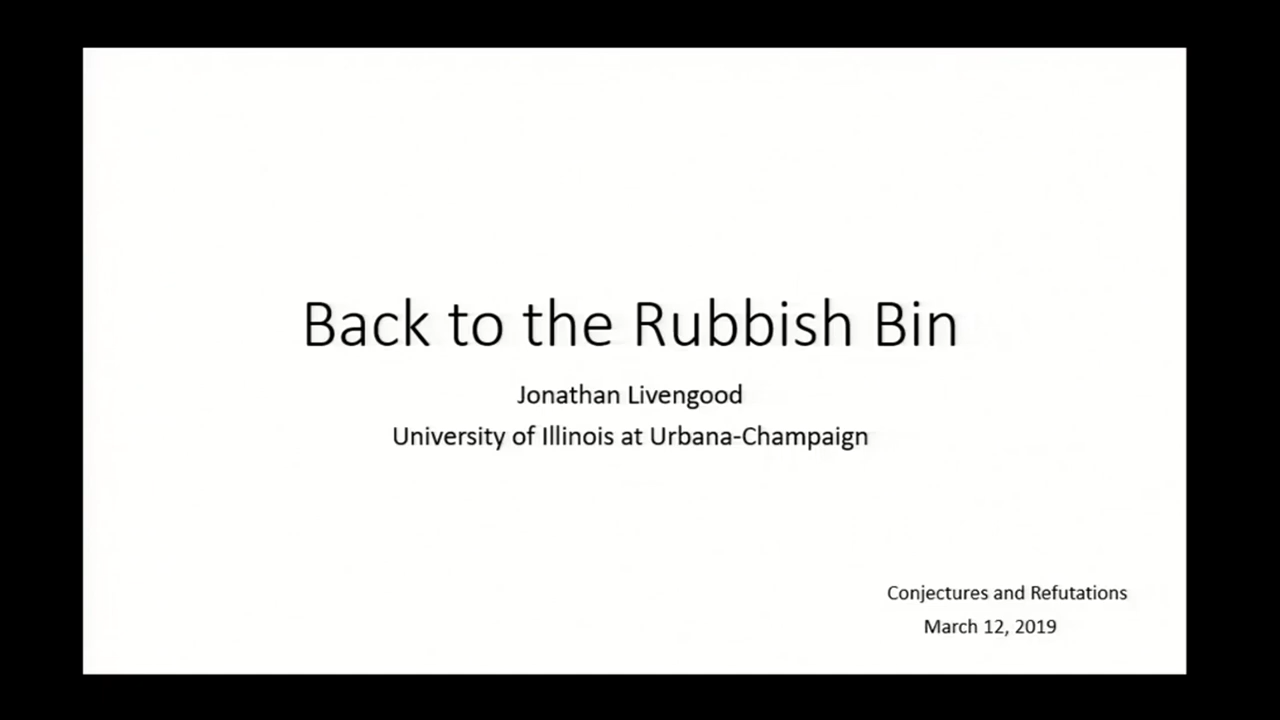 Back to the Rubbish Bin
Jonathan Livengood
University of Illinois at Urbana-Champaign
Conjectures and Refutations
March 12, 2019